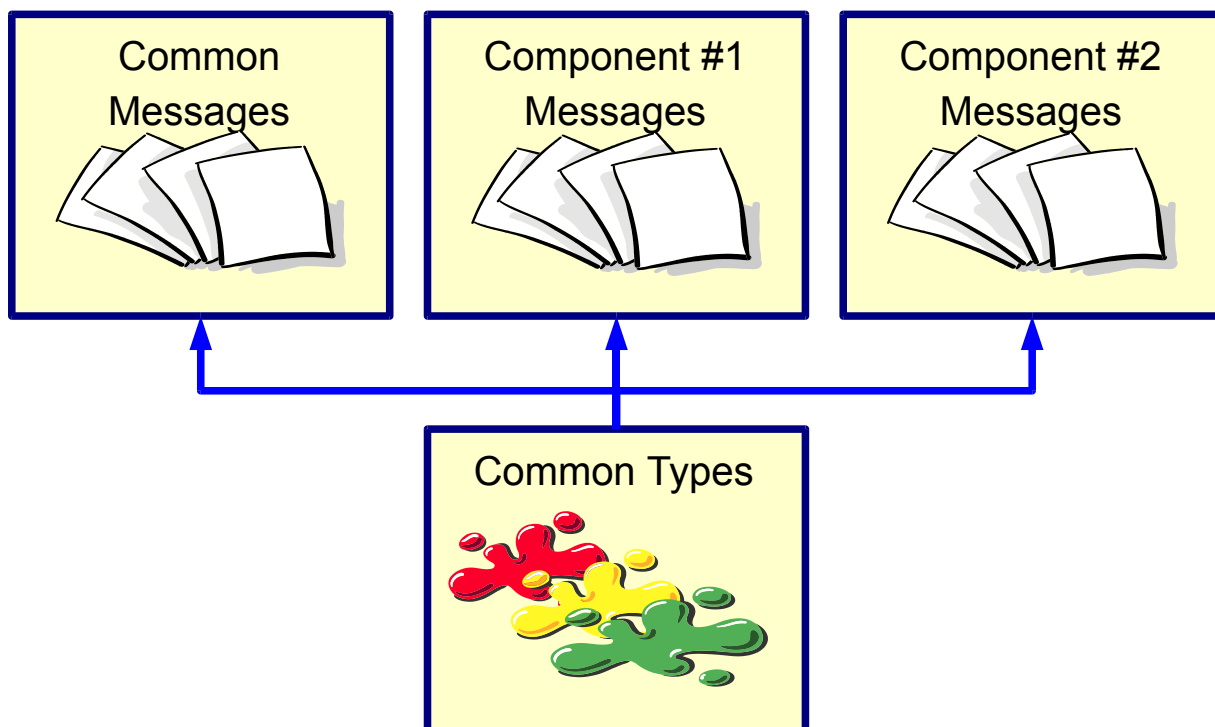 Common
Messages
Component #1
Messages
Component #2
Messages
Common Types